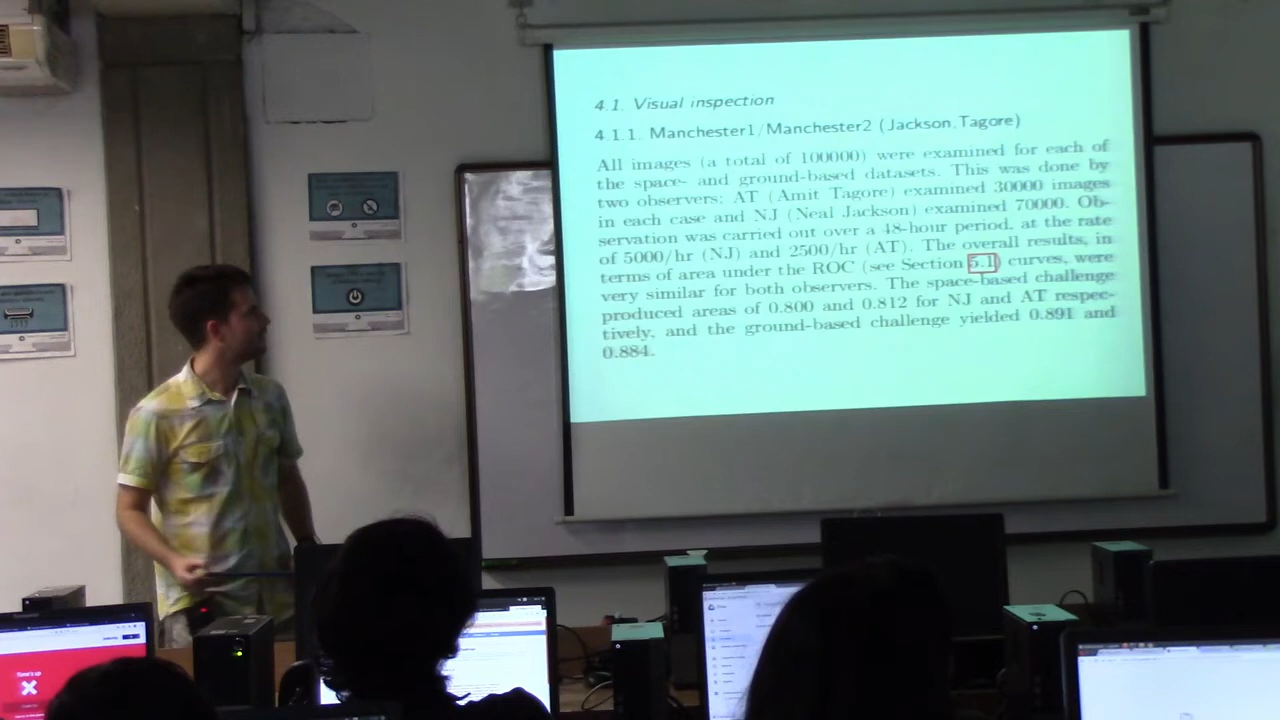 4.1. Visual inspection
4.1.1. Manchester1/Manchester2 (Jackson,Tagore)
All images (a total of 100000) were examined for each of
the space- and ground-based datasets. This was done by
two observers: AT (Amit Tagore) examined 30000 images
in each case and NJ (Neal Jackson) examined 70000. Ob-
servation was carried out over a 48-hour period, at the rate
of 5000/hr (NJ) and 2500/hr (AT). The overall results, in
terms of area under the ROC (see Section 5.1) curves, were
very similar for both observers. The space-based challenge
produced areas of 0.800 and 0.812 for NJ and AT respec-
tively, and the ground-based challenge yielded 0.891 and
0.884.
Time's up